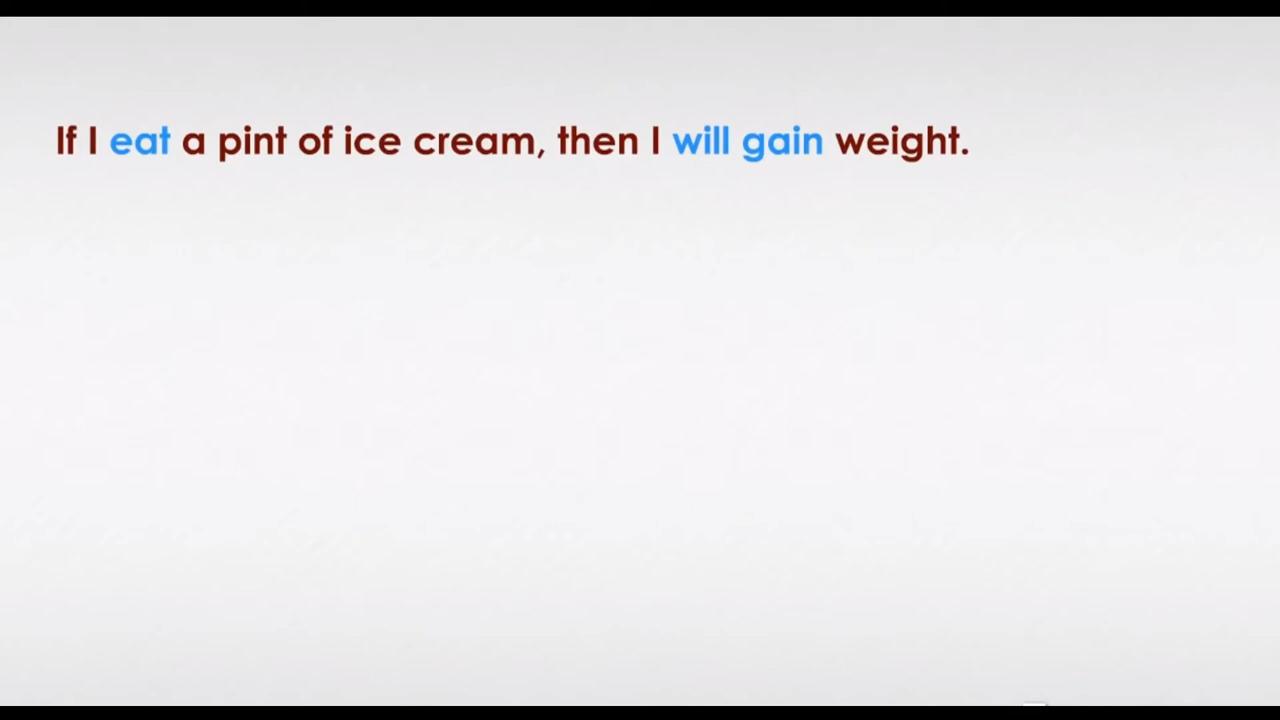 If I eat a pint of ice cream, then I will gain weight.